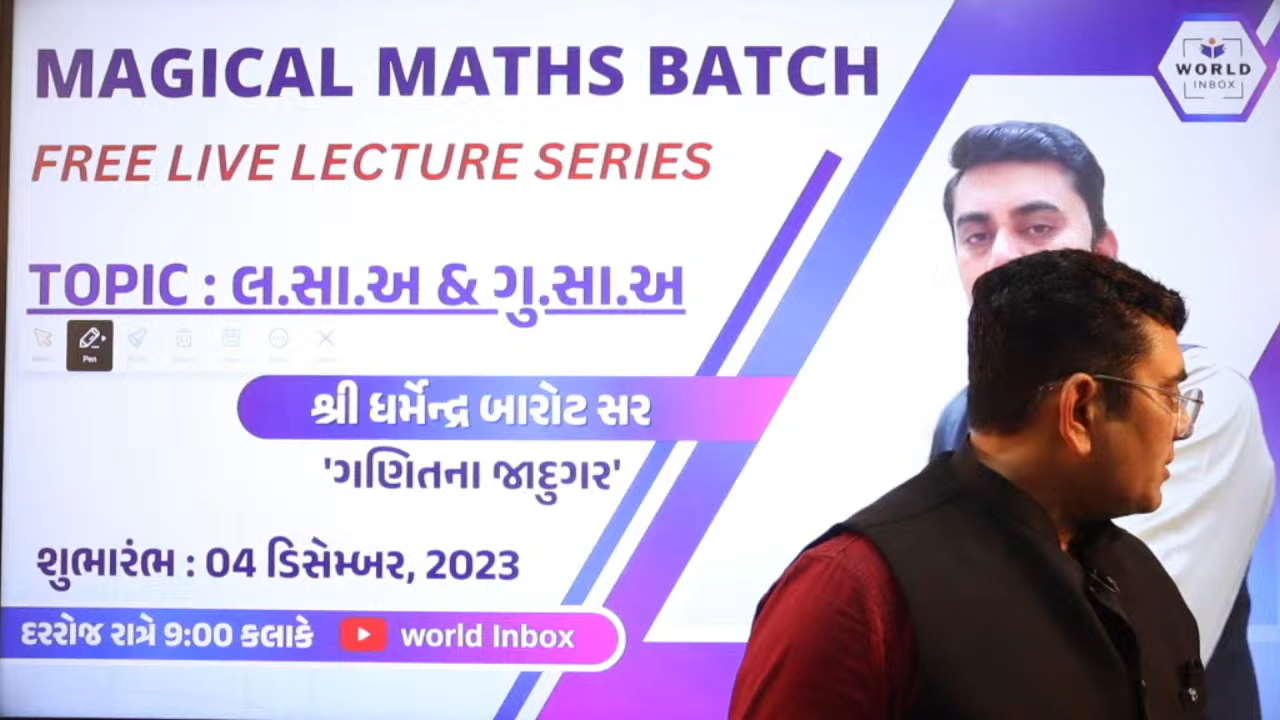 MAGICAL MATHS BATCH
WORLD
INBOX
FREE LIVE LECTURE SERIES
TOPIC : લ.સા.અ & ગુ.સા.અ
Pen
શ્રી ધર્મેન્દ્ર બારોટ સર
'ગણિતના જાદુગર'
શુભારંભ : 04 ડિસેમ્બર, 2023
દરરોજ રાત્રે 9:00 કલાકે world Inbox